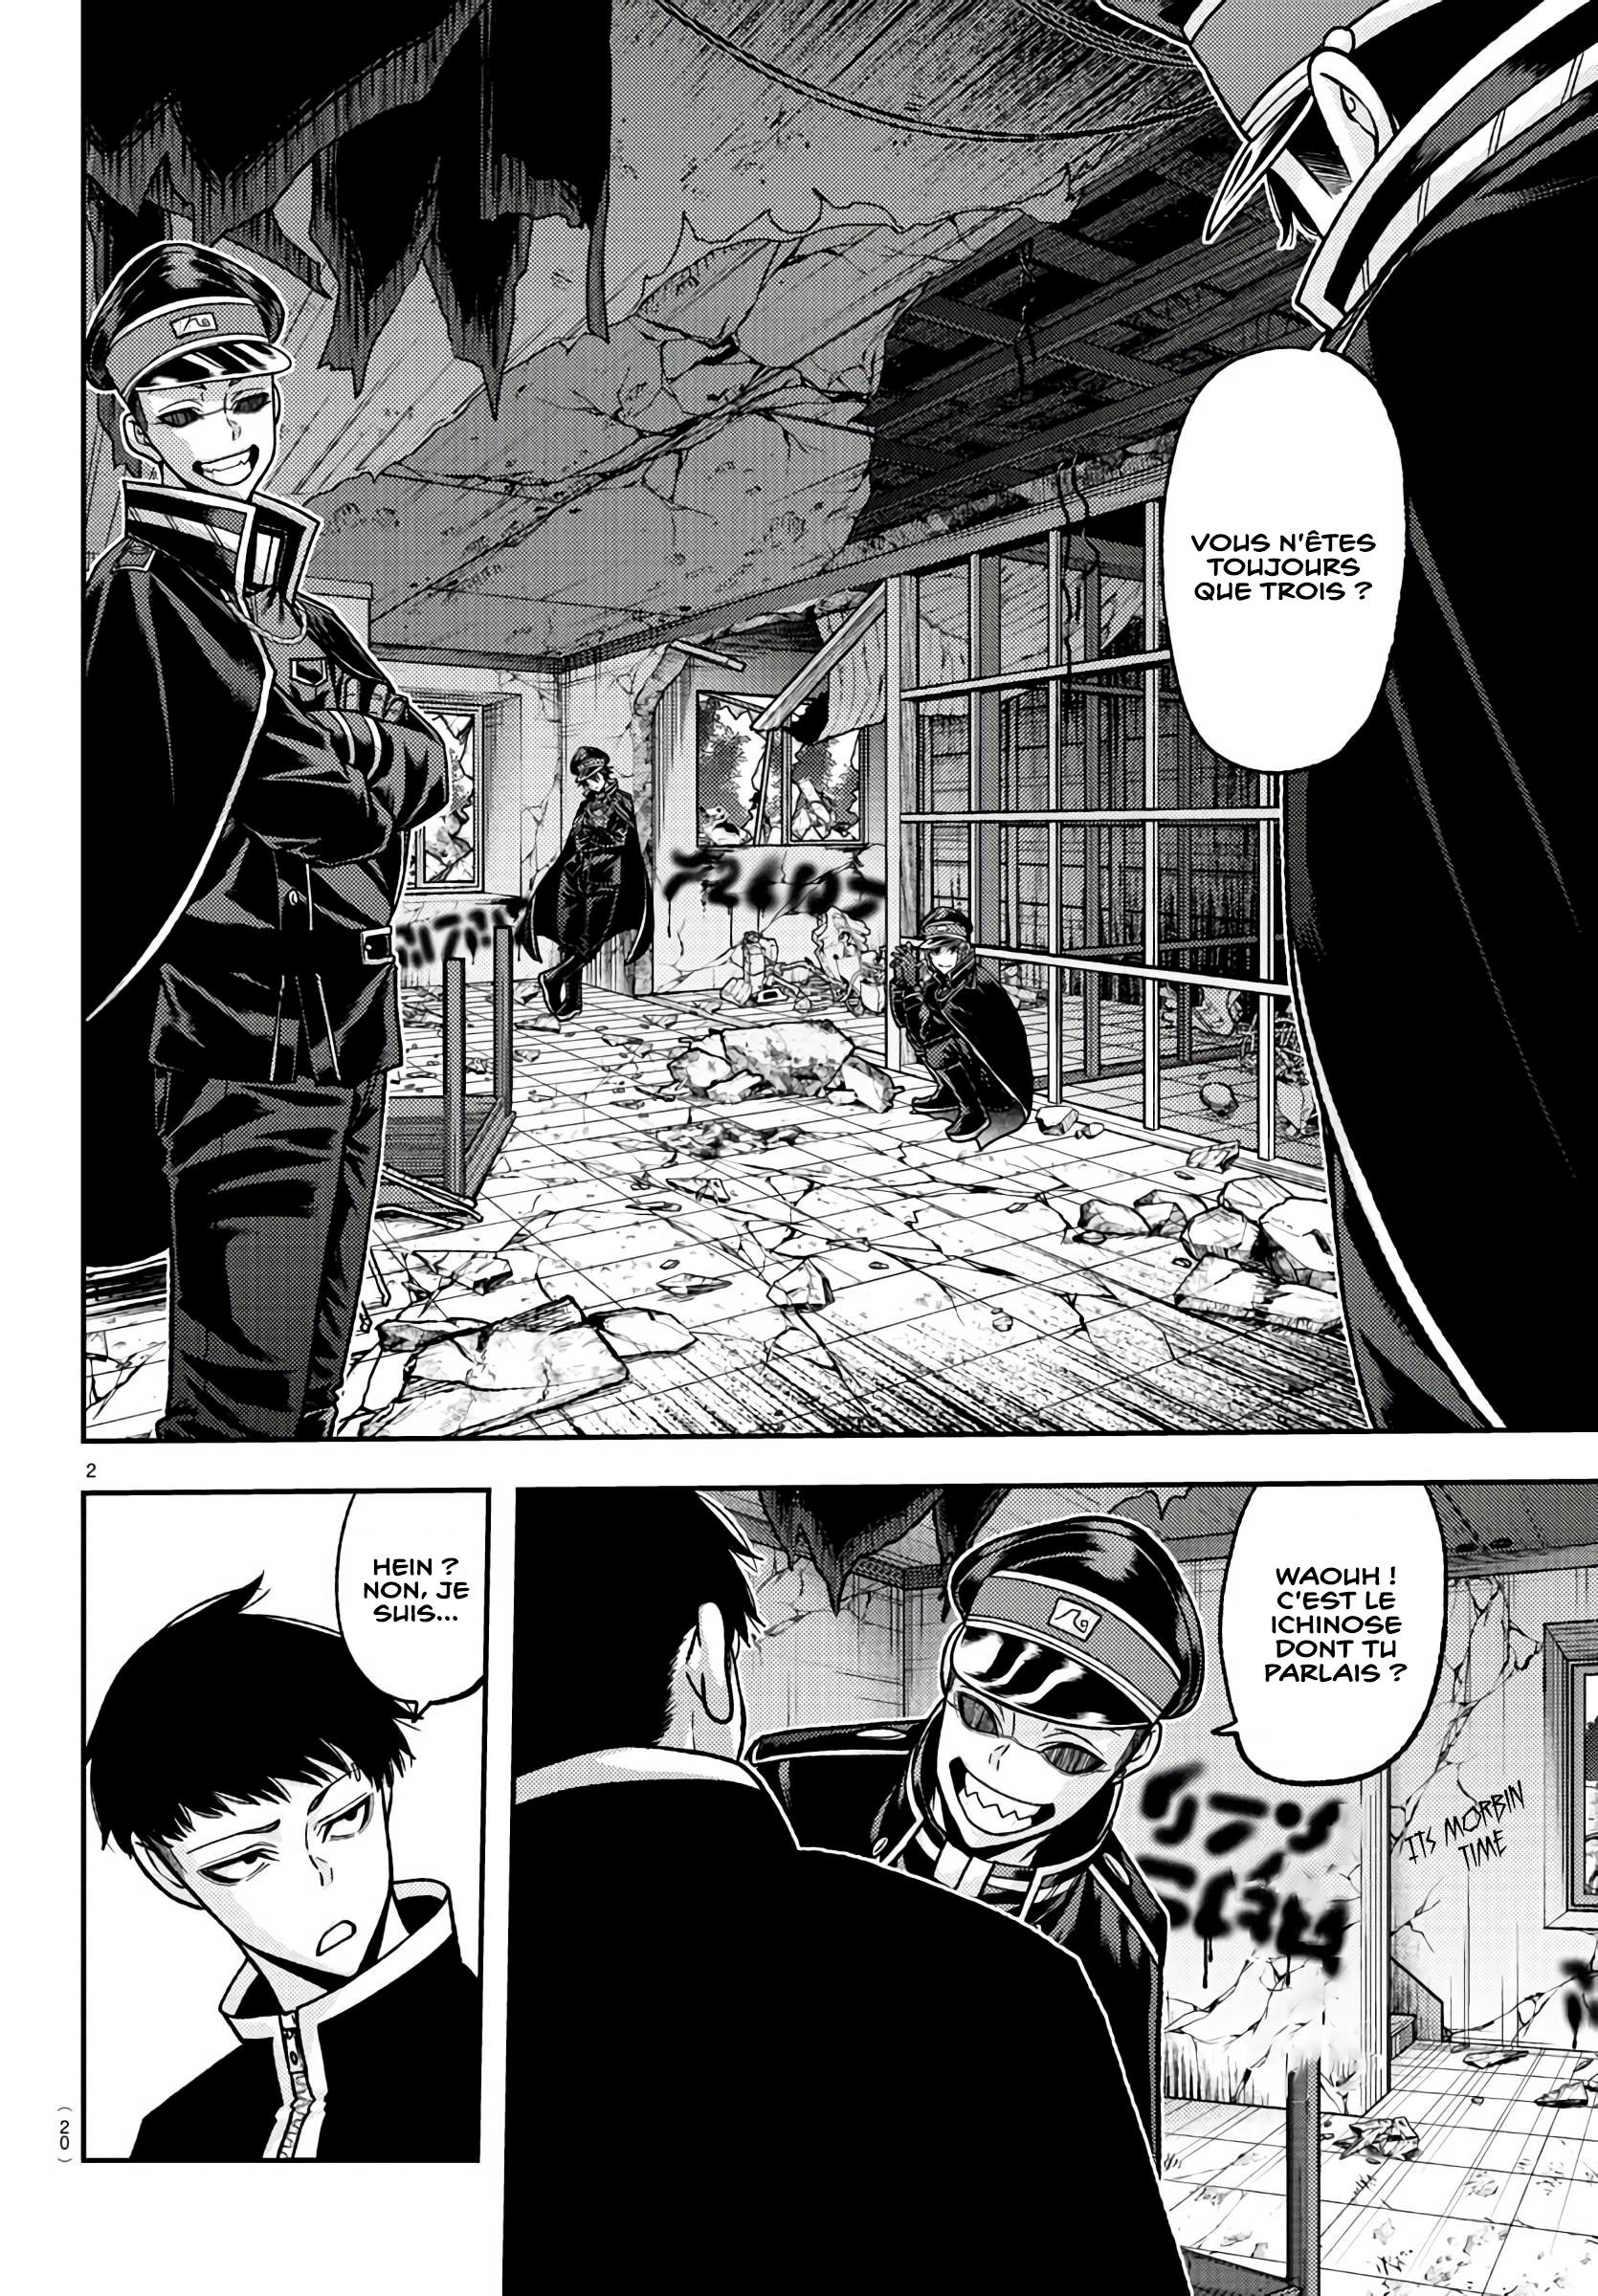 VOUS N'ÊTES
TOUJOURS
QUE TROIS ?
2
WAOUH !
C'EST LE
ICHINOSE
DONT TU
PARLAIS ?
ITS MORBIN
TIME
HEIN ?
NON, JE
SUIS...
(20)